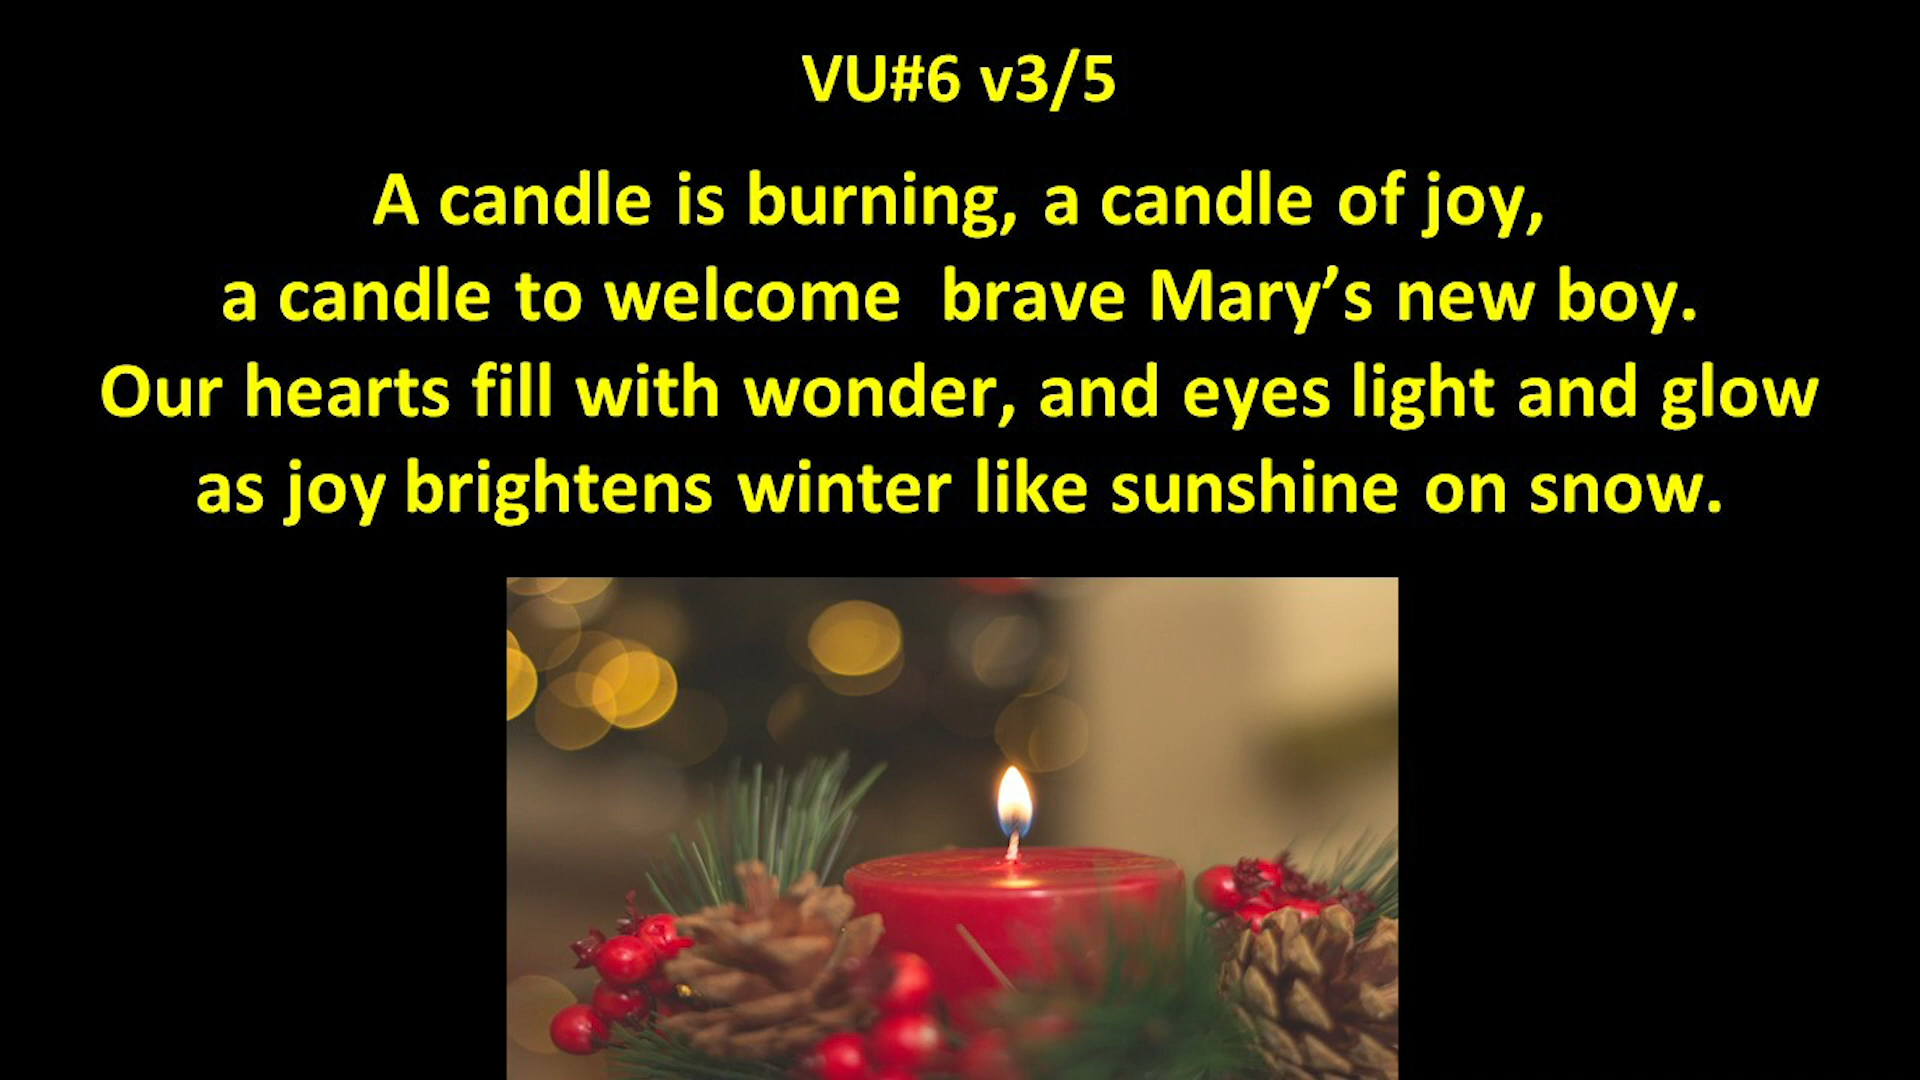 VU#6 v3/5
A candle is burning, a candle of joy,
a candle to welcome  brave Mary’s new boy.
Our hearts fill with wonder, and eyes light and glow
as joy brightens winter like sunshine on snow.